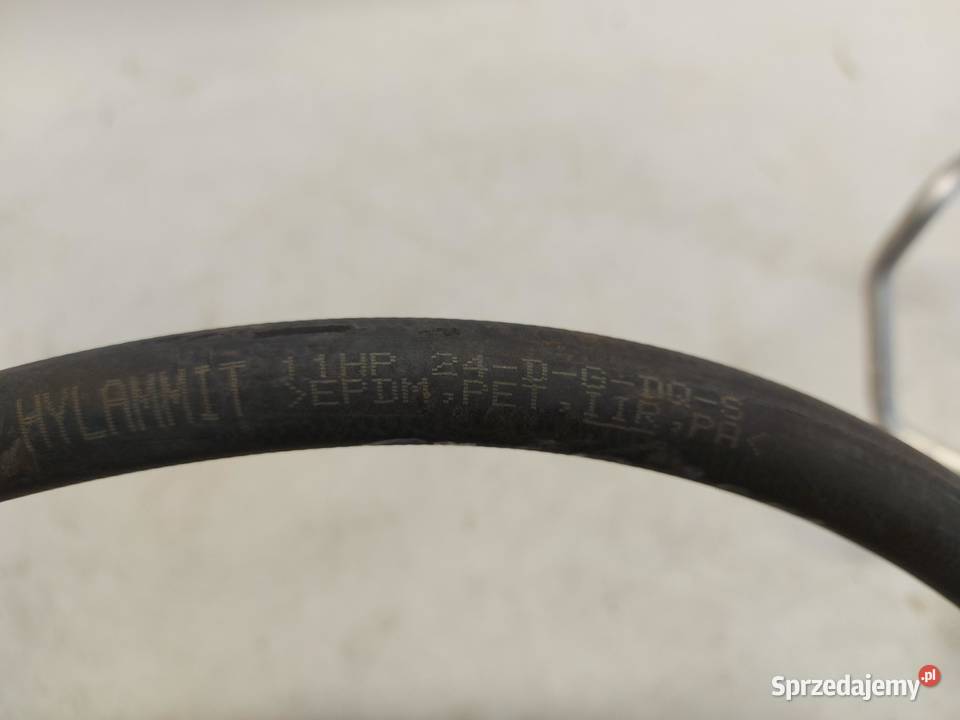 HYLAMMIT 11HP 24-D-G-DQ-S
>EPDM,PET,IIR,PA<
Sprzedajemy.pl